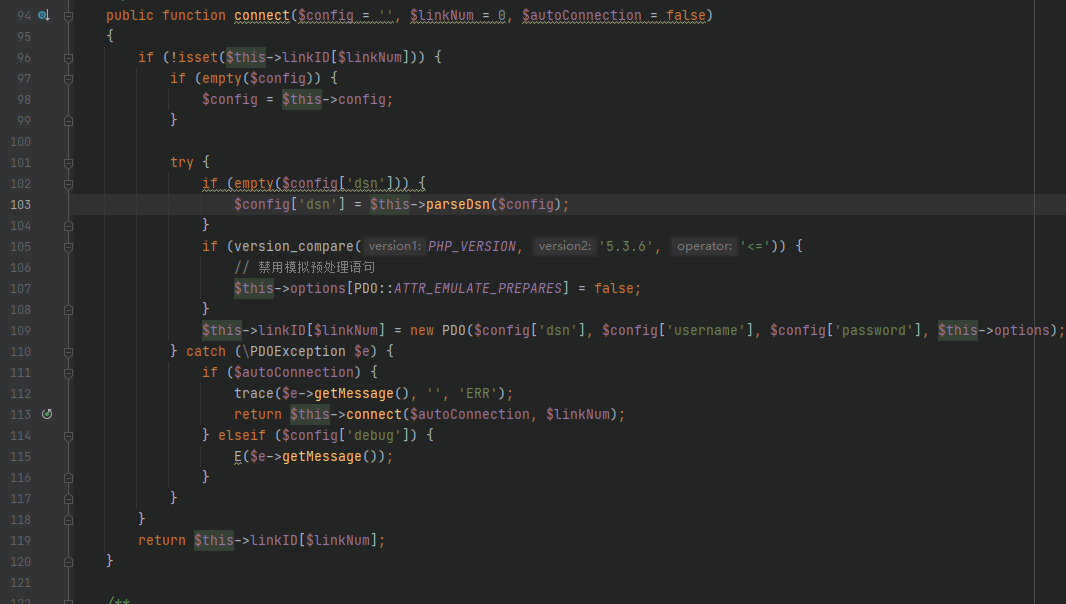 94 public function connect($config = '', $linkNum = 0, $autoConnection = false)
95 {
96 if (!isset($this->linkID[$linkNum])) {
97 if (empty($config)) {
98 $config = $this->config;
99 }
100
101 try {
102 if (empty($config['dsn'])) {
103 $config['dsn'] = $this->parseDsn($config);
104 }
105 if (version_compare( version1: PHP_VERSION, version2: '5.3.6', operator: '<=')) {
106 // 禁用模拟预处理语句
107 $this->options[PDO::ATTR_EMULATE_PREPARES] = false;
108 }
109 $this->linkID[$linkNum] = new PDO($config['dsn'], $config['username'], $config['password'], $this->options);
110 } catch (\PDOException $e) {
111 if ($autoConnection) {
112 trace($e->getMessage(), '', 'ERR');
113 return $this->connect($autoConnection, $linkNum);
114 } elseif ($config['debug']) {
115 E($e->getMessage());
116 }
117 }
118 }
119 return $this->linkID[$linkNum];
120 }
121
122 /**